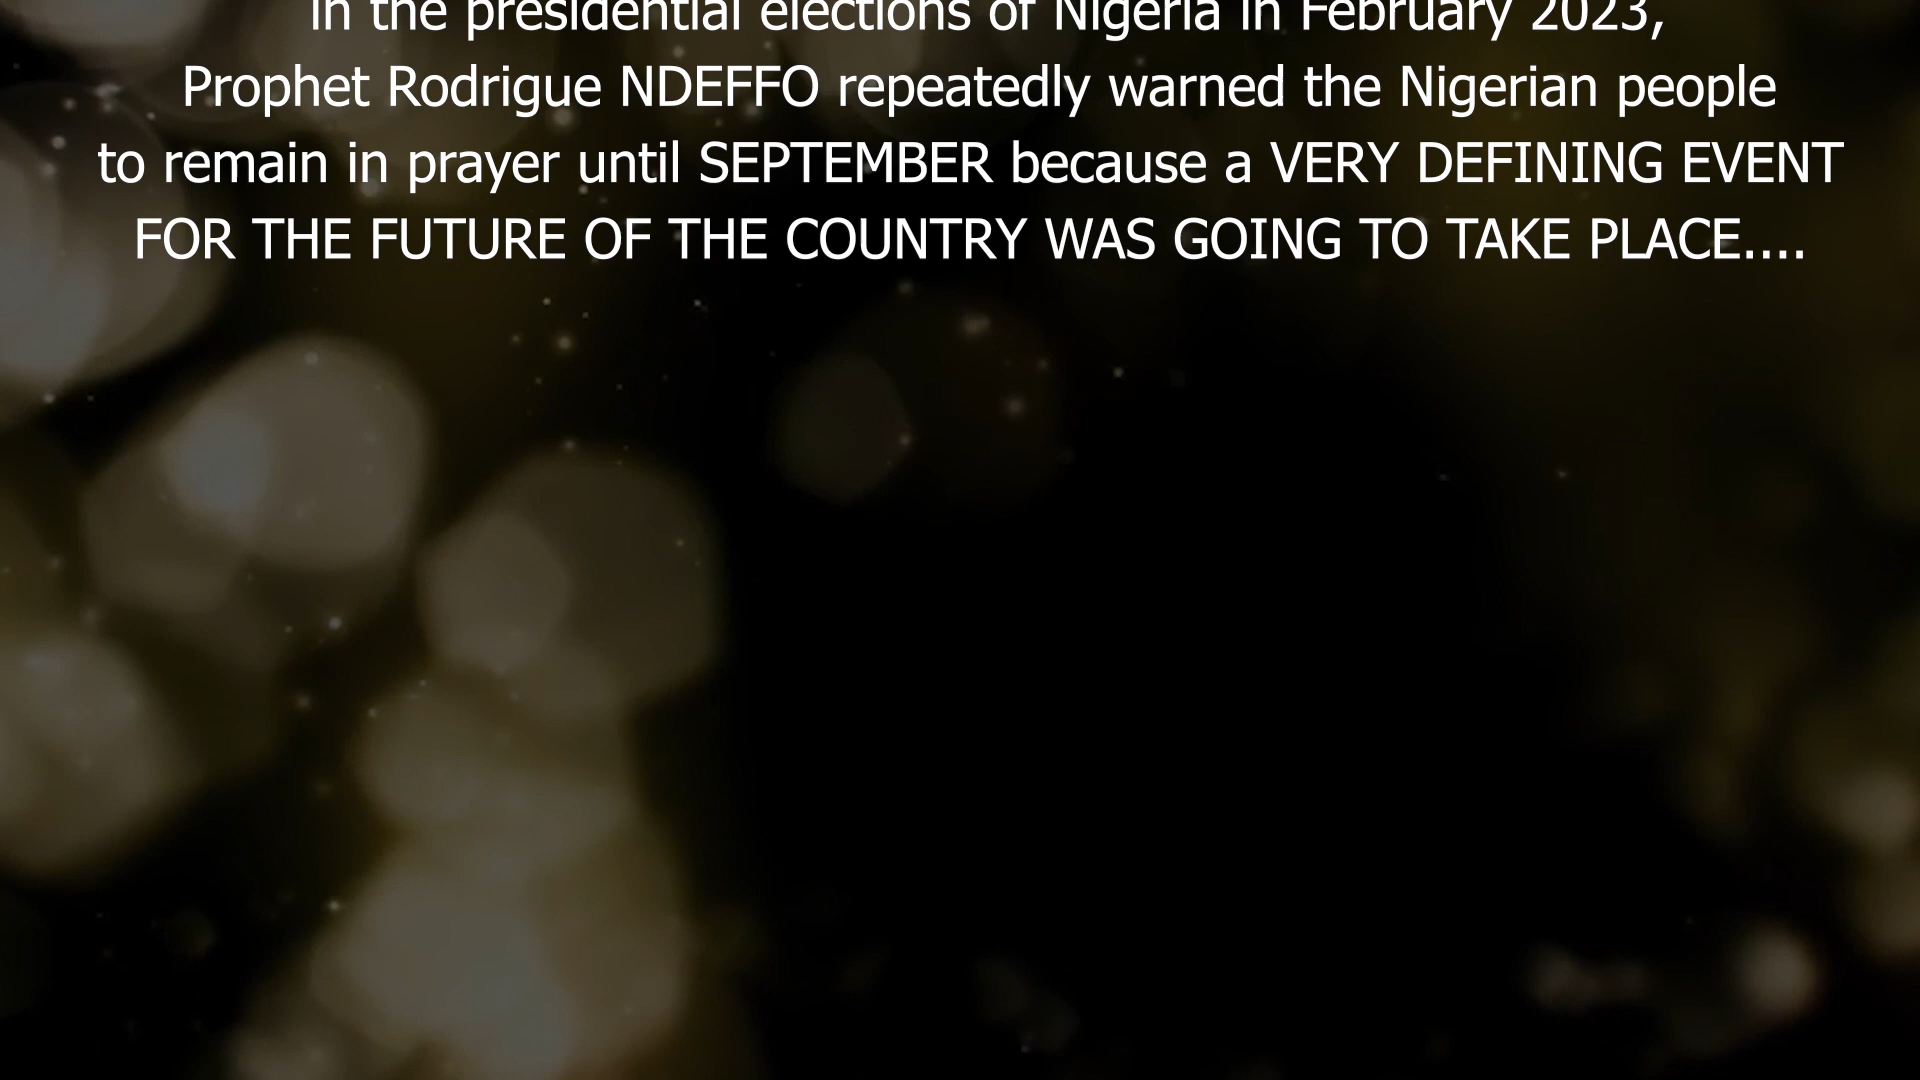 in the presidential elections of Nigeria in February 2023,
Prophet Rodrigue NDEFFO repeatedly warned the Nigerian people
to remain in prayer until SEPTEMBER because a VERY DEFINING EVENT
FOR THE FUTURE OF THE COUNTRY WAS GOING TO TAKE PLACE....